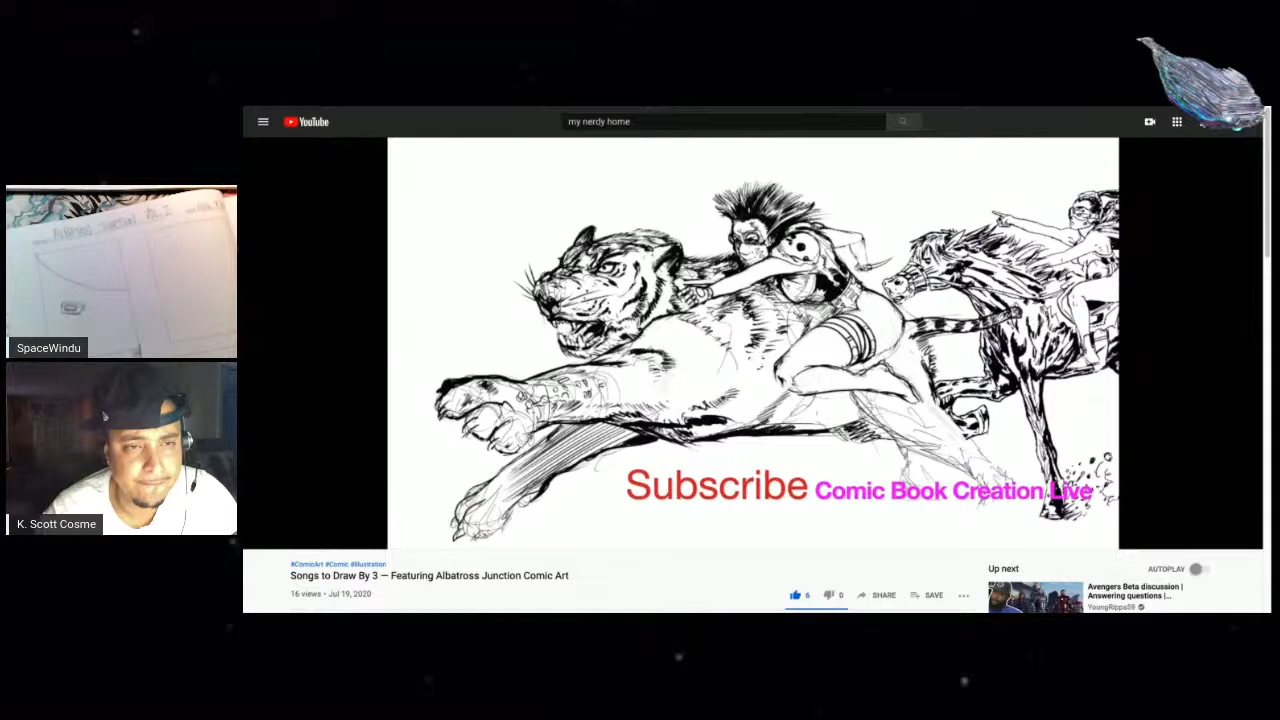 YouTube
my nerdy home
ALBATROSS JUNCTION
SpaceWindu
K. Scott Cosme
Subscribe Comic Book Creation Live
#ComicArt #Comic #Illustration
Songs to Draw By 3 — Featuring Albatross Junction Comic Art
16 views • Jul 19, 2020
6
0
SHARE
SAVE
Up next
AUTOPLAY
Avengers Beta discussion |
Answering questions |...
YoungRippa59